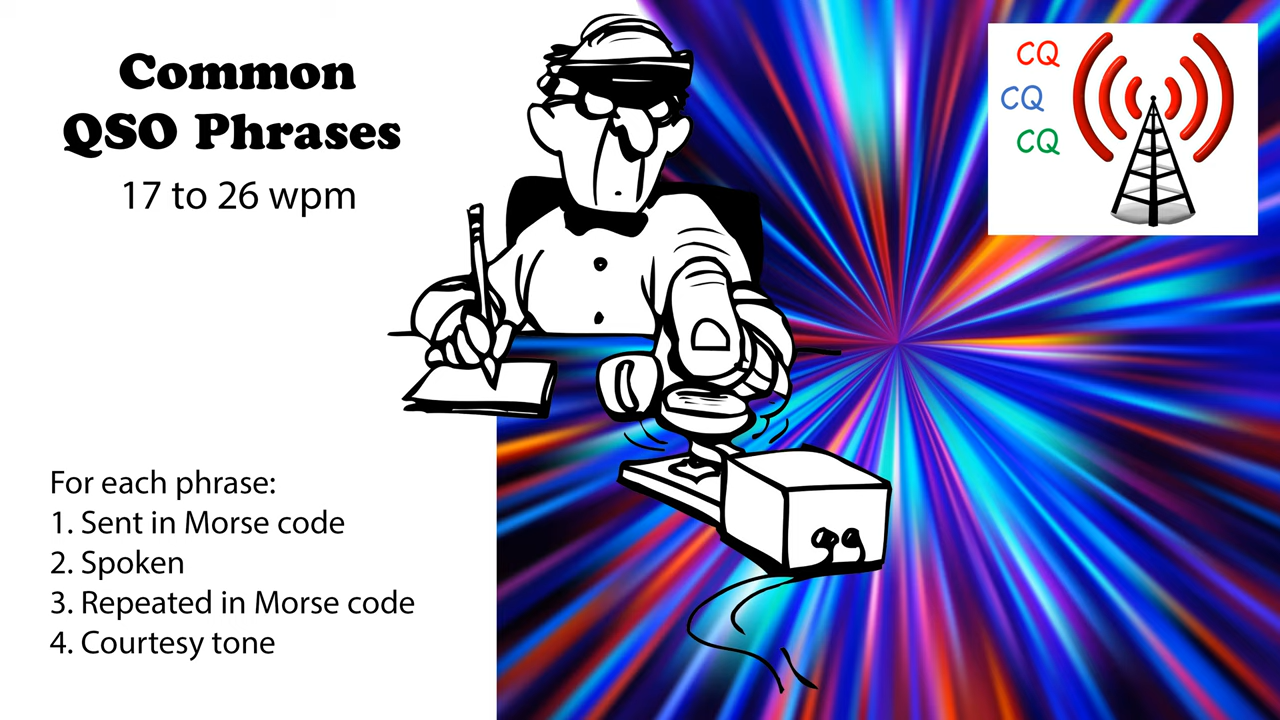 Common
QSO Phrases
17 to 26 wpm
CQ
CQ
CQ
For each phrase:
1. Sent in Morse code
2. Spoken
3. Repeated in Morse code
4. Courtesy tone